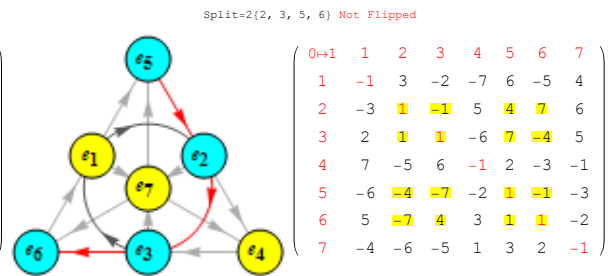 Split=2{2, 3, 5, 6} Not Flipped
e5
e1
e2
e7
e6
e3
e4
0↦1 1 2 3 4 5 6 7
1 -1 3 -2 -7 6 -5 4
2 -3 1 -1 5 4 7 6
3 2 1 1 -6 7 -4 5
4 7 -5 6 -1 2 -3 -1
5 -6 -4 -7 -2 1 -1 -3
6 5 -7 4 3 1 1 -2
7 -4 -6 -5 1 3 2 -1